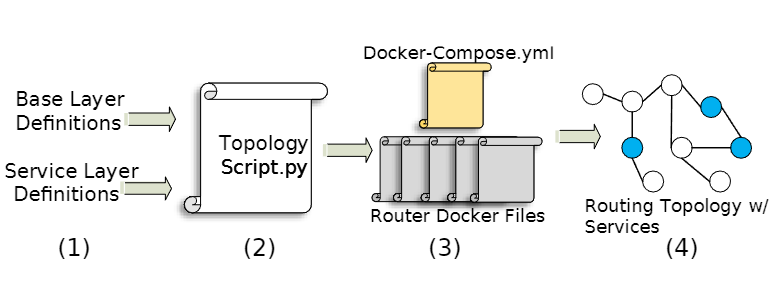 Docker-Compose.yml
Base Layer
Definitions
Topology
Script.py
Service Layer
Definitions
Router Docker Files
Routing Topology w/
Services
(1)
(2)
(3)
(4)